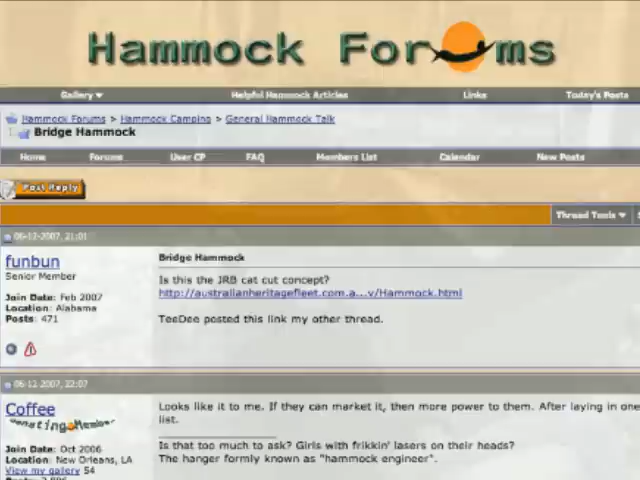 Hammock Forums
Gallery Helpful Hammock Articles Links Today's Posts
Hammock Forums > Hammock Camping > General Hammock Talk
Bridge Hammock
Home Forums User CP FAQ Members List Calendar New Posts
Post Reply
Thread Tools
06-12-2007, 21:01
funbun
Senior Member
Join Date: Feb 2007
Location: Alabama
Posts: 471
Bridge Hammock
Is this the JRB cat cut concept?
http://australianheritagefleet.com.a...v/Hammock.html
TeeDee posted this link my other thread.
06-12-2007, 22:07
Coffee
Donating Member
Join Date: Oct 2006
Location: New Orleans, LA
View my gallery 54
Looks like it to me. If they can market it, then more power to them. After laying in one
list.
Is that too much to ask? Girls with frikkin' lasers on their heads?
The hanger formly known as "hammock engineer".